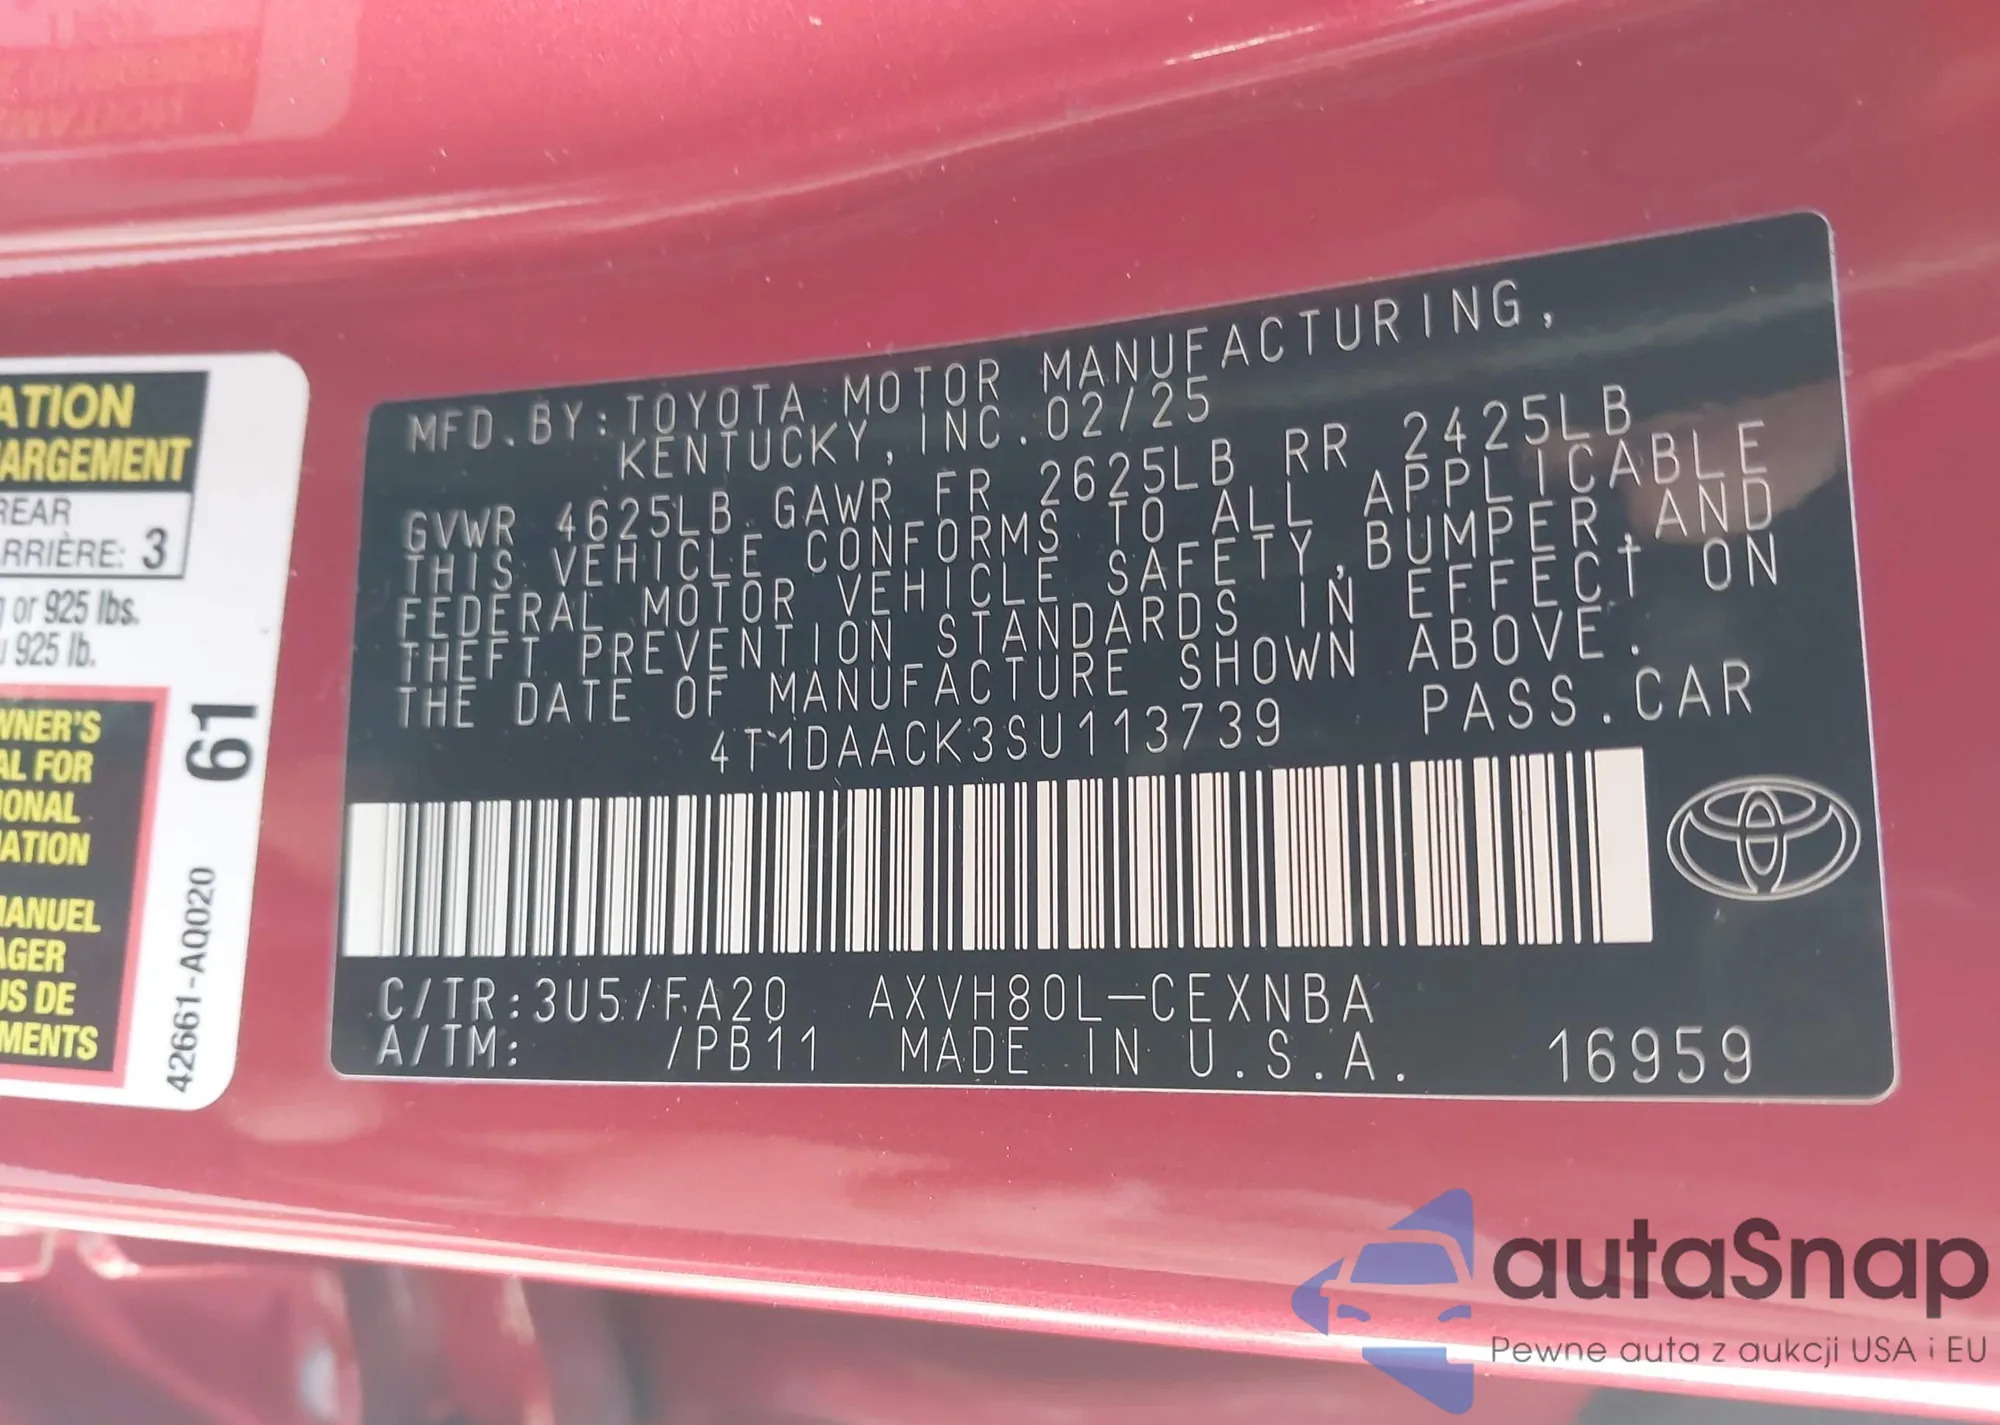 ATION
ARGEMENT
REAR
ARRIÈRE: 3
or 925 lbs.
925 lb.
WNER'S
AL FOR
IONAL
ATION
MANUEL
AGER
US DE
MENTS
61
42661-AQ020
MFD.BY:TOYOTA MOTOR MANUFACTURING,
KENTUCKY, INC.02/25
GVWR 4625LB GAWR FR 2625LB RR 2425LB
THIS VEHICLE CONFORMS TO ALL APPLICABLE
FEDERAL MOTOR VEHICLE SAFETY,BUMPER,AND
THEFT PREVENTION STANDARDS IN EFFECT ON
THE DATE OF MANUFACTURE SHOWN ABOVE.
4T1DAACK3SU113739 PASS.CAR
C/TR:3U5/FA20 AXVH80L-CEXNBA
A/TM: /PB11 MADE IN U.S.A. 16959
autaSnap
Pewne auta z aukcji USA i EU